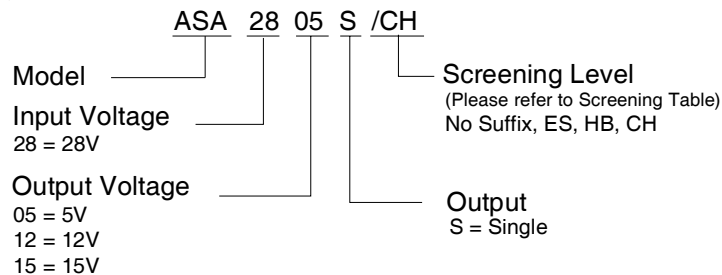 ASA 28 05 S /CH
Model
Input Voltage
28 = 28V
Output Voltage
05 = 5V
12 = 12V
15 = 15V
Screening Level
(Please refer to Screening Table)
No Suffix, ES, HB, CH
Output
S = Single